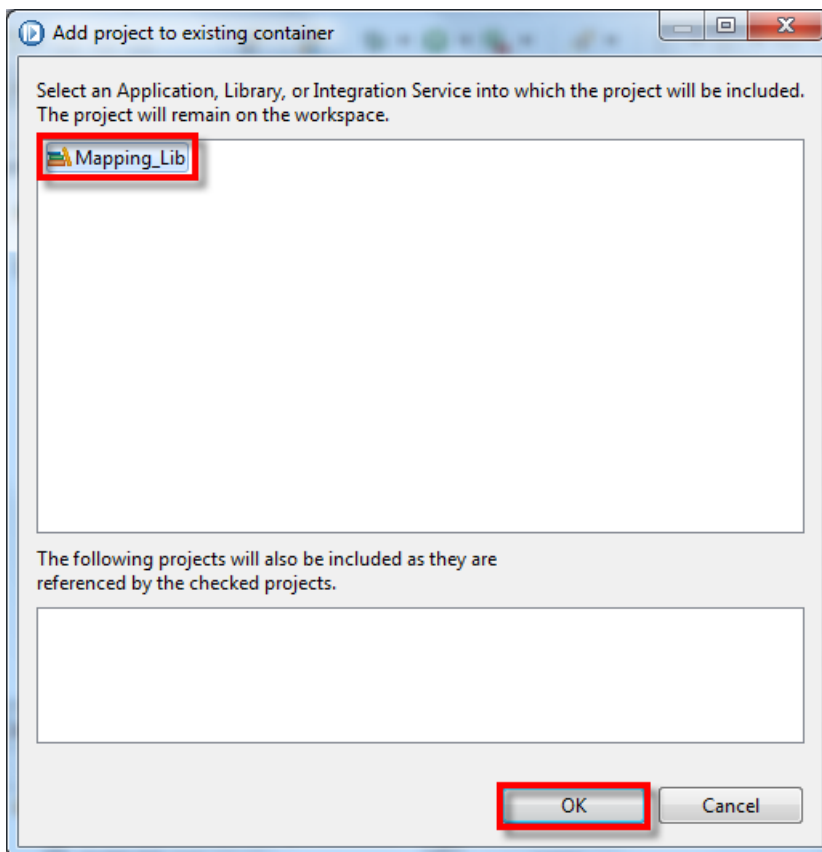 Add project to existing container
Select an Application, Library, or Integration Service into which the project will be included.
The project will remain on the workspace.
Mapping_Lib
The following projects will also be included as they are
referenced by the checked projects.
OK
Cancel